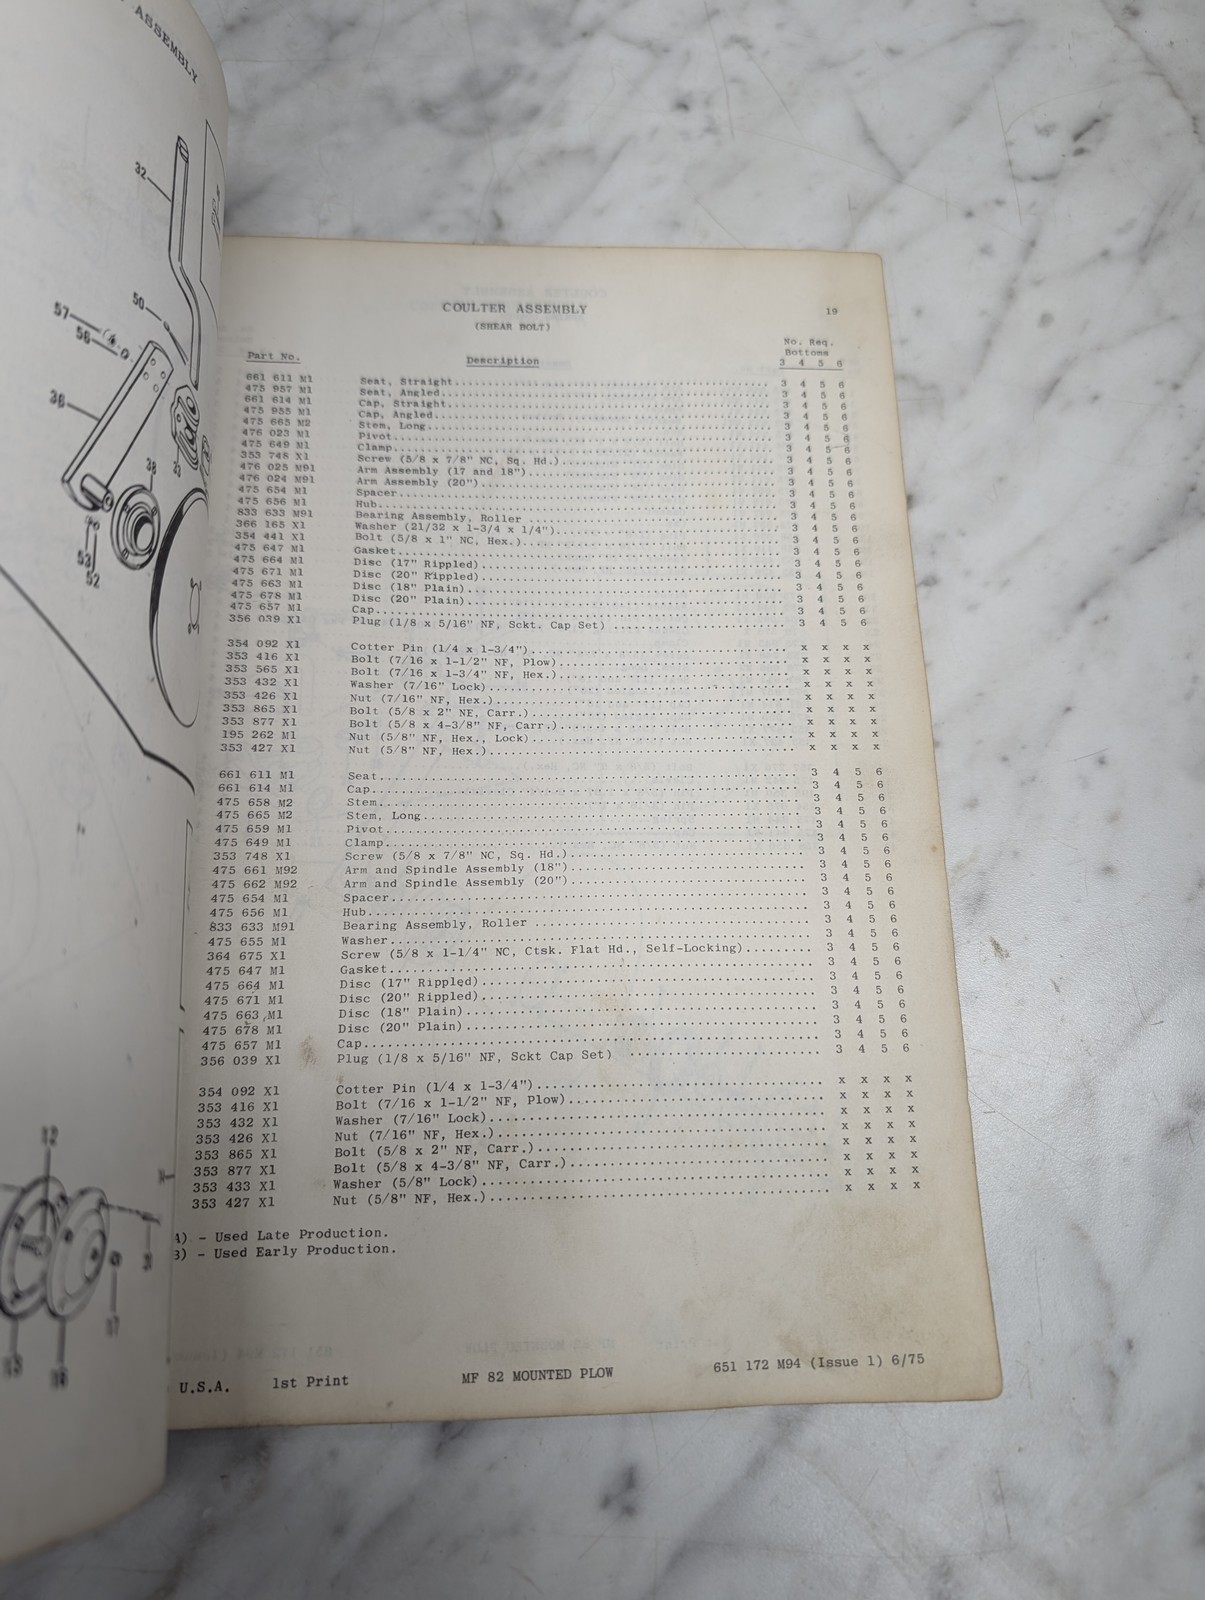 ASSEMBLY
32
50
57
56
36
38
33
53
52
12
17
COULTER ASSEMBLY
19
(SHEAR BOLT)
No. Req.
Bottoms
Part No. Description 3 4 5 6
661 611 M1 Seat, Straight 3 4 5 6
475 957 M1 Seat, Angled 3 4 5 6
661 614 M1 Cap, Straight 3 4 5 6
475 955 M1 Cap, Angled 3 4 5 6
475 665 M2 Stem, Long 3 4 5 6
476 023 M1 Pivot 3 4 5 6
475 649 M1 Clamp 3 4 5 6
353 748 X1 Screw (5/8 x 7/8" NC, Sq. Hd.) 3 4 5 6
476 025 M91 Arm Assembly (17 and 18") 3 4 5 6
476 024 M91 Arm Assembly (20") 3 4 5 6
475 654 M1 Spacer 3 4 5 6
475 656 M1 Hub 3 4 5 6
833 633 M91 Bearing Assembly, Roller 3 4 5 6
366 165 X1 Washer (21/32 x 1-3/4 x 1/4") 3 4 5 6
354 441 X1 Bolt (5/8 x 1" NC, Hex.) 3 4 5 6
475 647 M1 Gasket 3 4 5 6
475 664 M1 Disc (17" Rippled) 3 4 5 6
475 671 M1 Disc (20" Rippled) 3 4 5 6
475 663 M1 Disc (18" Plain) 3 4 5 6
475 678 M1 Disc (20" Plain) 3 4 5 6
475 657 M1 Cap 3 4 5 6
356 039 X1 Plug (1/8 x 5/16" NF, Sckt. Cap Set) 3 4 5 6
354 092 X1 Cotter Pin (1/4 x 1-3/4") x x x x
353 416 X1 Bolt (7/16 x 1-1/2" NF, Plow) x x x x
353 565 X1 Bolt (7/16 x 1-3/4" NF, Hex.) x x x x
353 432 X1 Washer (7/16" Lock) x x x x
353 426 X1 Nut (7/16" NF, Hex.) x x x x
353 865 X1 Bolt (5/8 x 2" NE, Carr.) x x x x
353 877 X1 Bolt (5/8 x 4-3/8" NF, Carr.) x x x x
195 262 M1 Nut (5/8" NF, Hex., Lock) x x x x
353 427 X1 Nut (5/8" NF, Hex.) x x x x
661 611 M1 Seat 3 4 5 6
661 614 M1 Cap 3 4 5 6
475 658 M2 Stem 3 4 5 6
475 665 M2 Stem, Long 3 4 5 6
475 659 M1 Pivot 3 4 5 6
475 649 M1 Clamp 3 4 5 6
353 748 X1 Screw (5/8 x 7/8" NC, Sq. Hd.) 3 4 5 6
475 661 M92 Arm and Spindle Assembly (18") 3 4 5 6
475 662 M92 Arm and Spindle Assembly (20") 3 4 5 6
475 654 M1 Spacer 3 4 5 6
475 656 M1 Hub 3 4 5 6
833 633 M91 Bearing Assembly, Roller 3 4 5 6
475 655 M1 Washer 3 4 5 6
364 675 X1 Screw (5/8 x 1-1/4" NC, Ctsk. Flat Hd., Self-Locking) 3 4 5 6
475 647 M1 Gasket 3 4 5 6
475 664 M1 Disc (17" Rippled) 3 4 5 6
475 671 M1 Disc (20" Rippled) 3 4 5 6
475 663 M1 Disc (18" Plain) 3 4 5 6
475 678 M1 Disc (20" Plain) 3 4 5 6
475 657 M1 Cap 3 4 5 6
356 039 X1 Plug (1/8 x 5/16" NF, Sckt Cap Set) 3 4 5 6
354 092 X1 Cotter Pin (1/4 x 1-3/4") x x x x
353 416 X1 Bolt (7/16 x 1-1/2" NF, Plow) x x x x
353 432 X1 Washer (7/16" Lock) x x x x
353 426 X1 Nut (7/16" NF, Hex.) x x x x
353 865 X1 Bolt (5/8 x 2" NF, Carr.) x x x x
353 877 X1 Bolt (5/8 x 4-3/8" NF, Carr.) x x x x
353 433 X1 Washer (5/8" Lock) x x x x
353 427 X1 Nut (5/8" NF, Hex.) x x x x
A) - Used Late Production.
B) - Used Early Production.
U.S.A. 1st Print MF 82 MOUNTED PLOW 651 172 M94 (Issue 1) 6/75